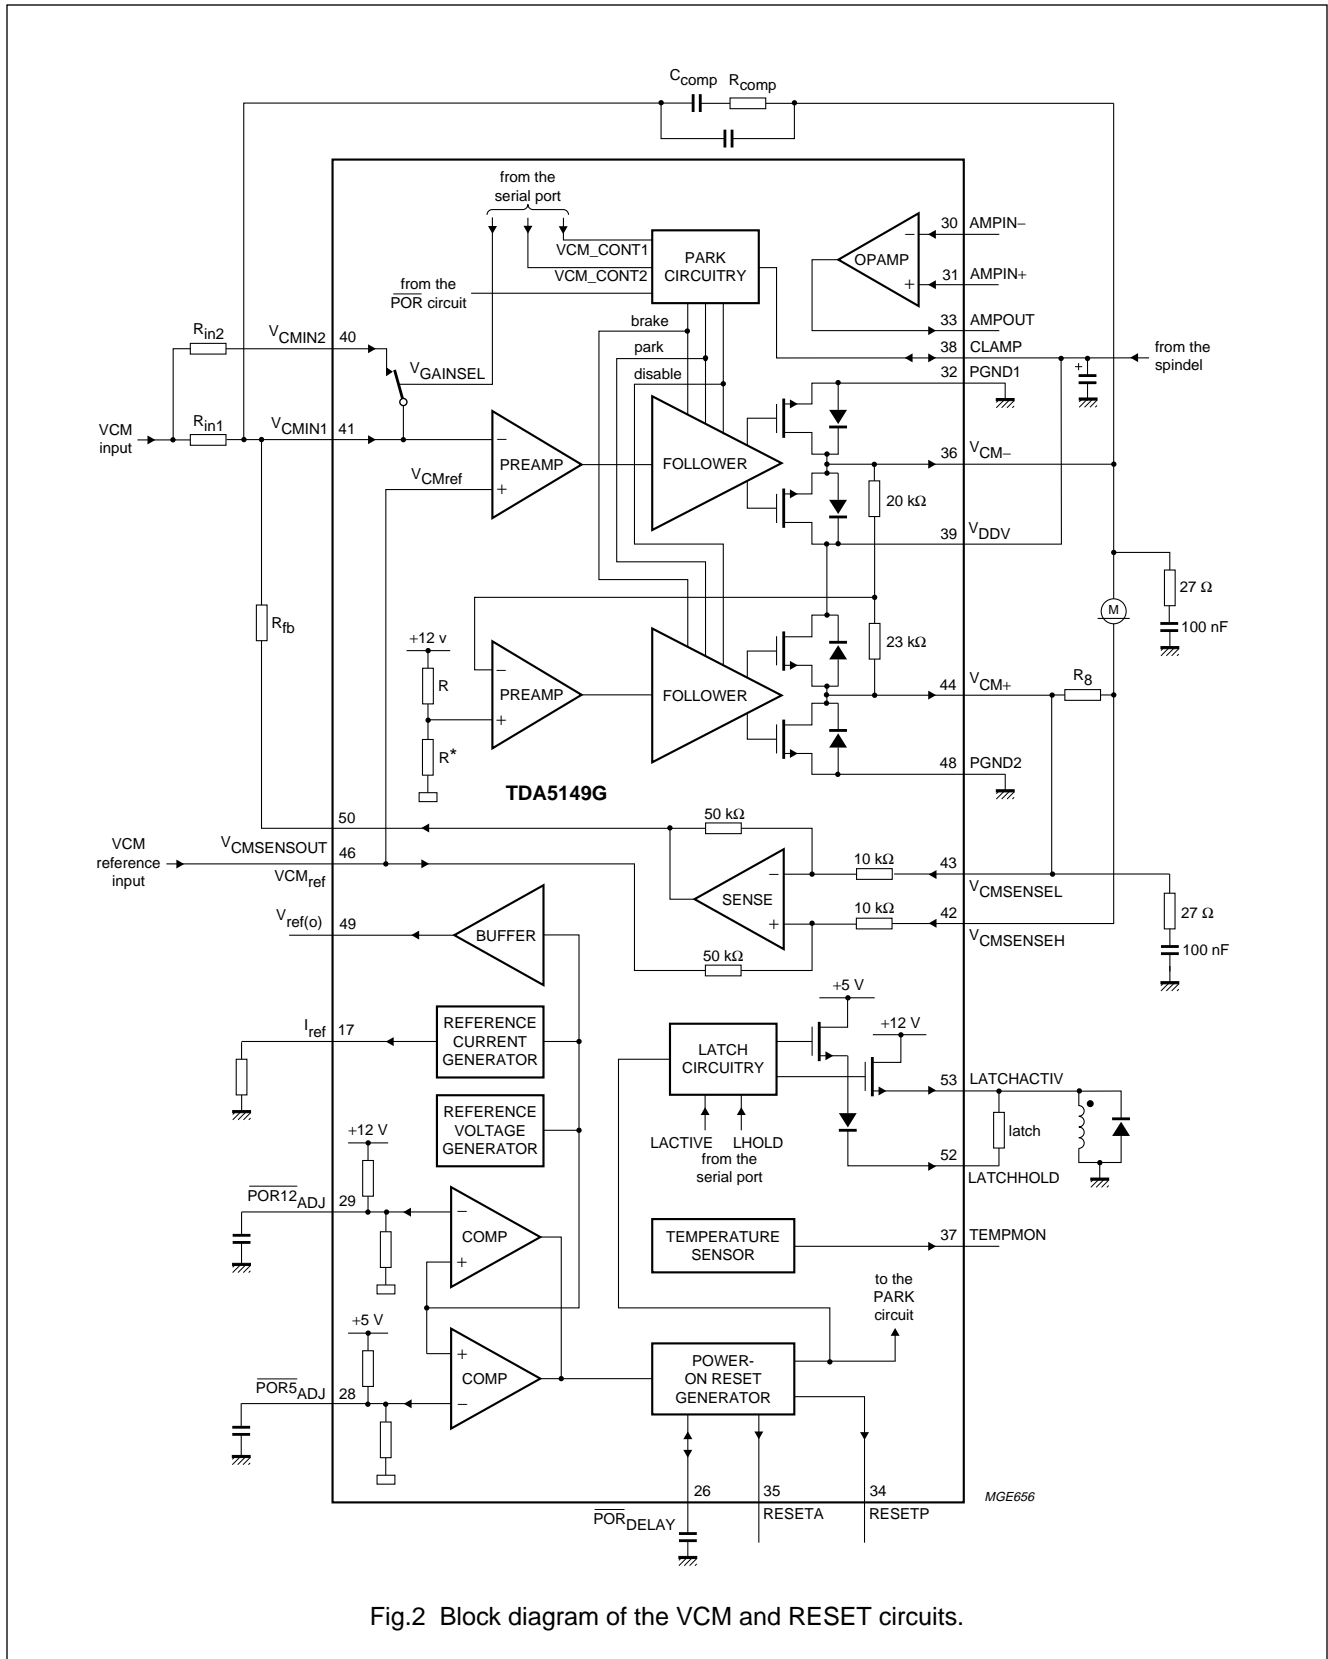 Ccomp Rcomp
from the
serial port
VCM_CONT1
VCM_CONT2
PARK
CIRCUITRY
from the
POR circuit
brake
park
disable
OPAMP
−
+
30 AMPIN−
31 AMPIN+
33 AMPOUT
38 CLAMP
from the
spindel
+
32 PGND1
Rin2
VCMIN2
40
VGAINSEL
VCM
input
Rin1
VCMIN1
41
VCMref
−
PREAMP
+
FOLLOWER
36 VCM−
20 kΩ
39 VDDV
27 Ω
100 nF
M
Rfb
+12 v
R
R*
−
PREAMP
+
FOLLOWER
23 kΩ
44 VCM+
R8
48 PGND2
TDA5149G
50
VCMSENSOUT
VCM
reference
input
46
VCMref
50 kΩ
10 kΩ
43
VCMSENSEL
−
SENSE
+
10 kΩ
42
VCMSENSEH
50 kΩ
27 Ω
100 nF
Vref(o)
49
BUFFER
Iref
17
REFERENCE
CURRENT
GENERATOR
REFERENCE
VOLTAGE
GENERATOR
+5 V
+12 V
LATCH
CIRCUITRY
LACTIVE LHOLD
from the
serial port
53 LATCHACTIV
latch
52
LATCHHOLD
+12 V
POR12ADJ
29
−
COMP
+
TEMPERATURE
SENSOR
37 TEMPMON
to the
PARK
circuit
+5 V
POR5ADJ
28
+
COMP
−
POWER-
ON RESET
GENERATOR
26
PORDELAY
35
RESETA
34
RESETP
MGE656
Fig.2 Block diagram of the VCM and RESET circuits.